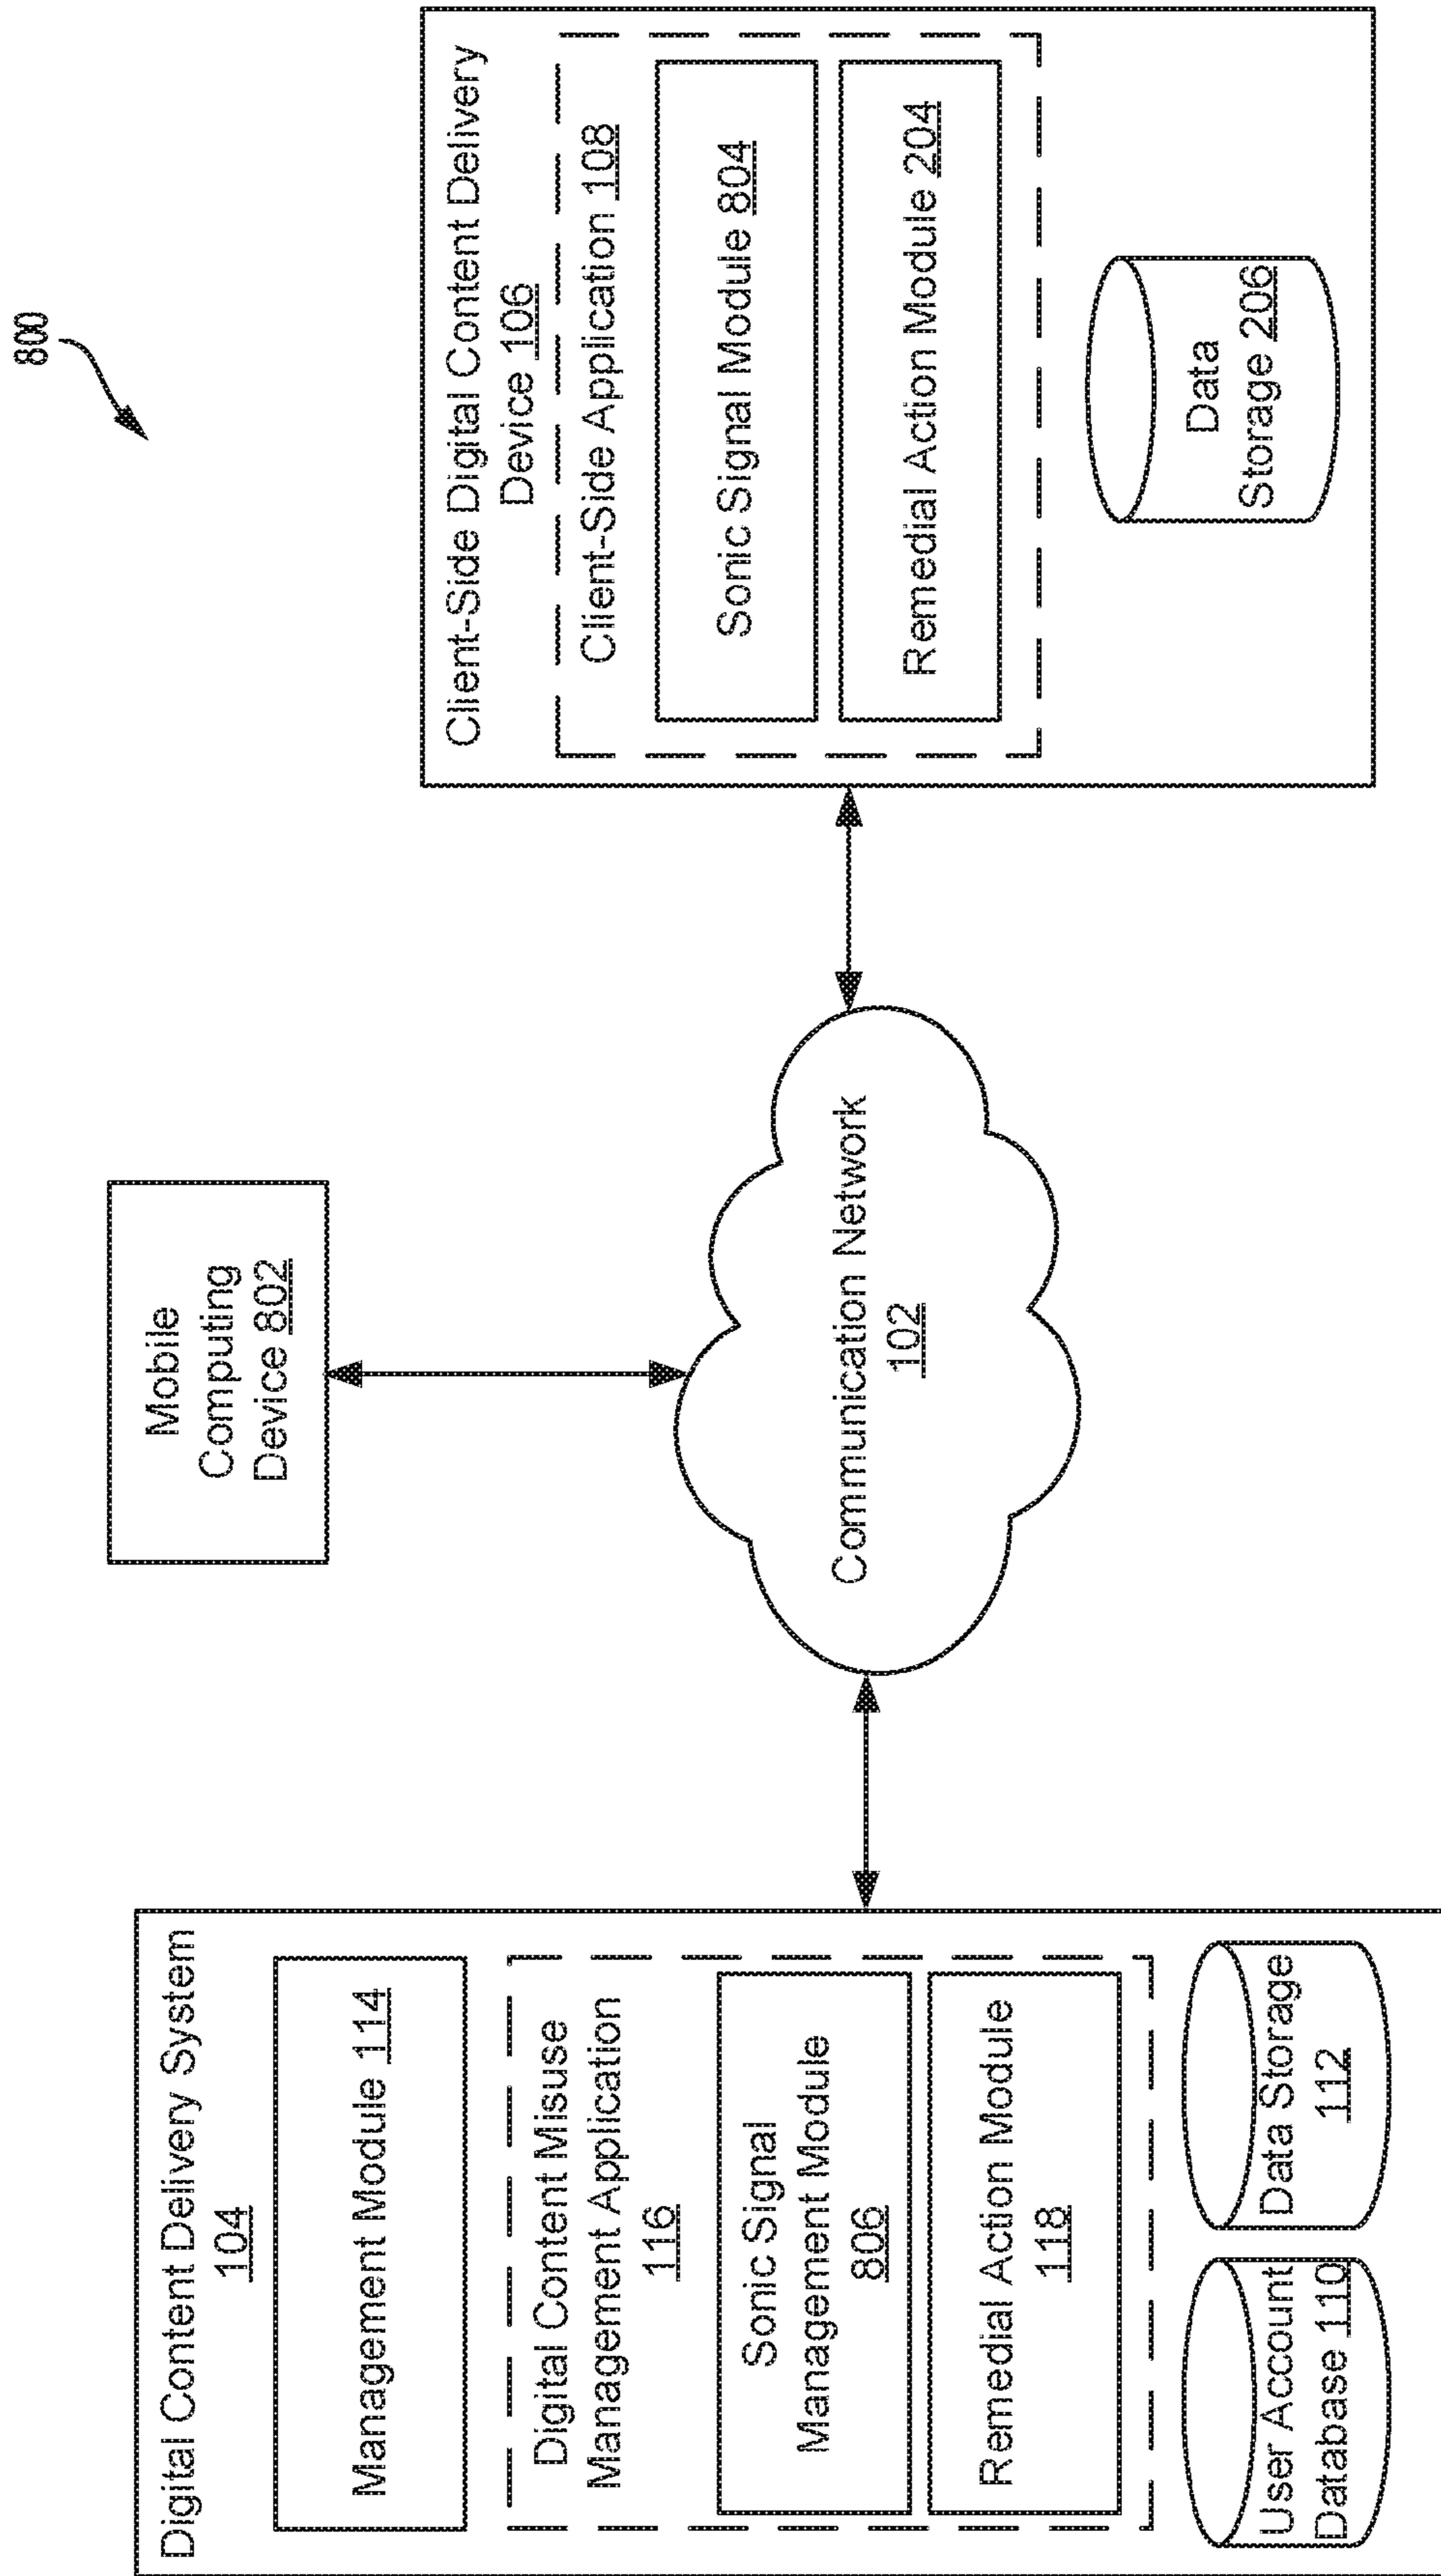 800
Digital Content Delivery System
104
Management Module 114
Digital Content Misuse
Management Application
116
Sonic Signal
Management Module
806
Remedial Action Module
118
User Account
Database 110
Data Storage
112
Mobile
Computing
Device 802
Communication Network
102
Client-Side Digital Content Delivery
Device 106
Client-Side Application 108
Sonic Signal Module 804
Remedial Action Module 204
Data
Storage 206